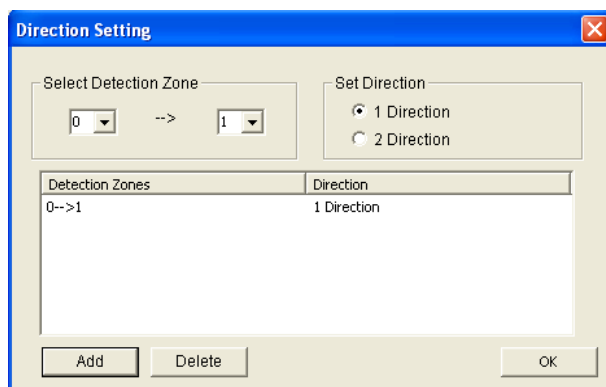 Direction Setting
Select Detection Zone
0 --> 1
Set Direction
1 Direction
2 Direction
Detection Zones Direction
0-->1 1 Direction
Add Delete OK